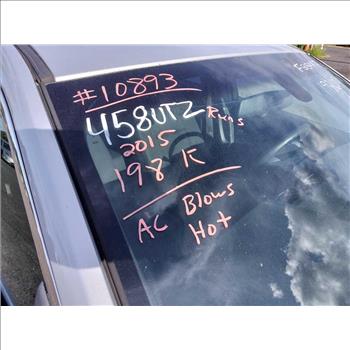 #10893
458UTZ Runs
2015
198 K
AC Blows
Hot